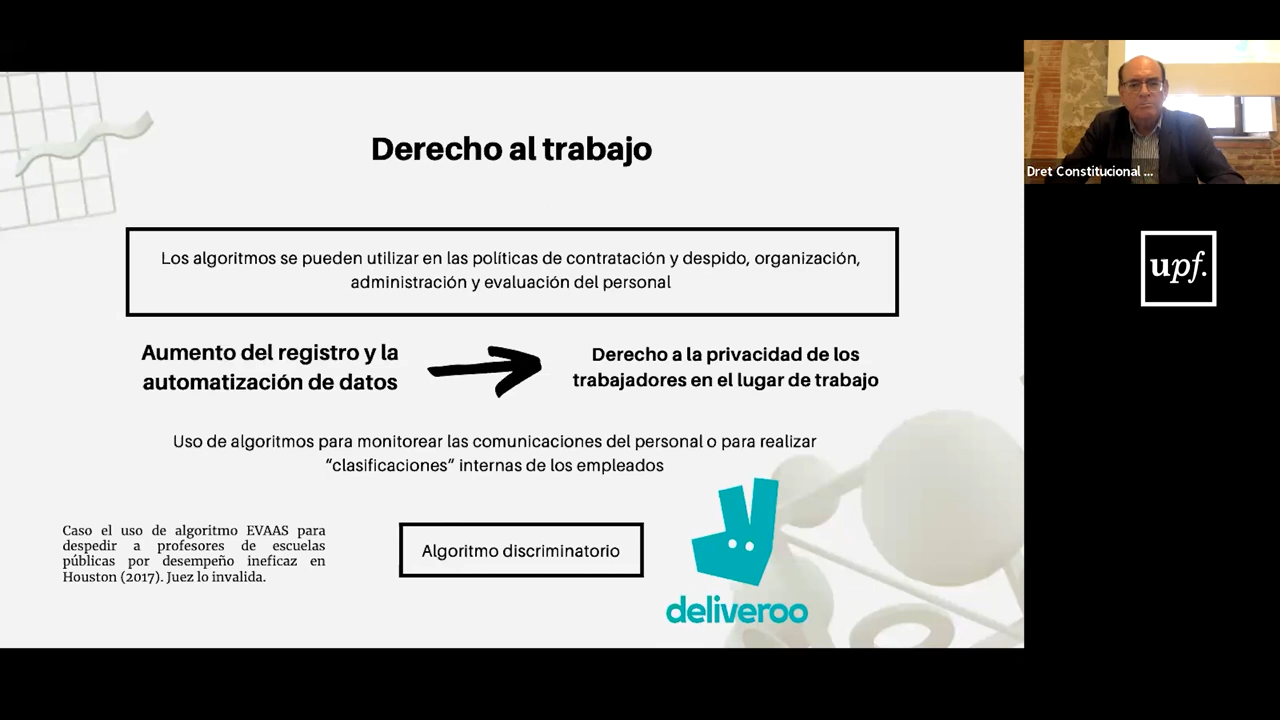 Derecho al trabajo
Los algoritmos se pueden utilizar en las políticas de contratación y despido, organización,
administración y evaluación del personal
Aumento del registro y la
automatización de datos
Derecho a la privacidad de los
trabajadores en el lugar de trabajo
Uso de algoritmos para monitorear las comunicaciones del personal o para realizar
“clasificaciones” internas de los empleados
Caso el uso de algoritmo EVAAS para
despedir a profesores de escuelas
públicas por desempeño ineficaz en
Houston (2017). Juez lo invalida.
Algoritmo discriminatorio
deliveroo
Dret Constitucional ...
upf.